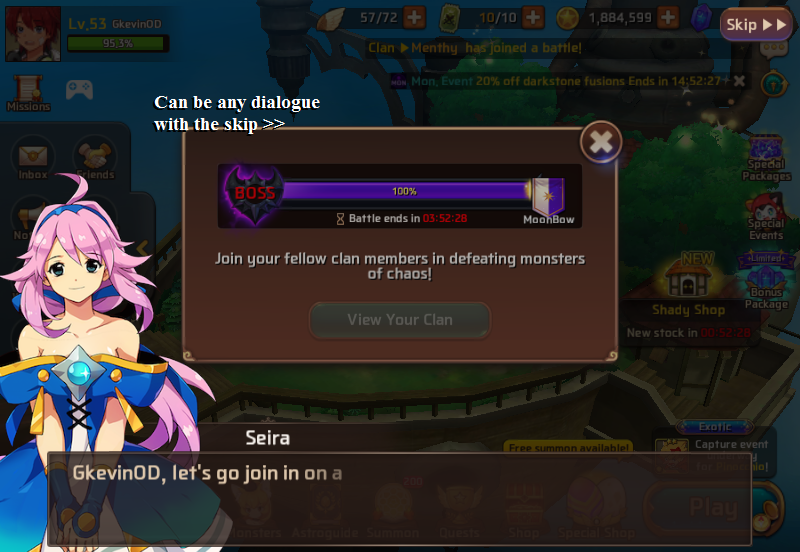 Lv,53 GkevinOD
95,3%
57/72
10/10
1,884,599
Skip
Clan Menthy has joined a battle!
MON Mon, Event 20% off darkstone fusions Ends in 14:52:27
Missions
Can be any dialogue
with the skip >>
Inbox
Friends
Special
Packages
BOSS
100%
Battle ends in 03:52:28
MoonBow
Join your fellow clan members in defeating monsters
of chaos!
View Your Clan
Special
Events
Limited
Bonus
Package
NEW
Shady Shop
New stock in 00:52:28
Exotic
Capture event
Free summon available!
Seira
GkevinOD, let's go join in on a
Monsters
Astroguide
Summon
Quests
Shop
Special Shop
Play